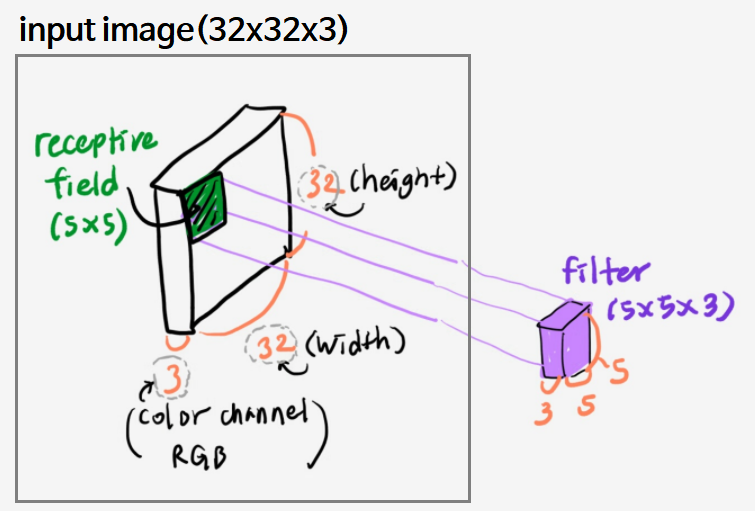 input image(32x32x3)
receptive
field
(5x5)
32 (height)
32 (width)
3
(color channel
RGB)
filter
(5x5x3)
5
3 5